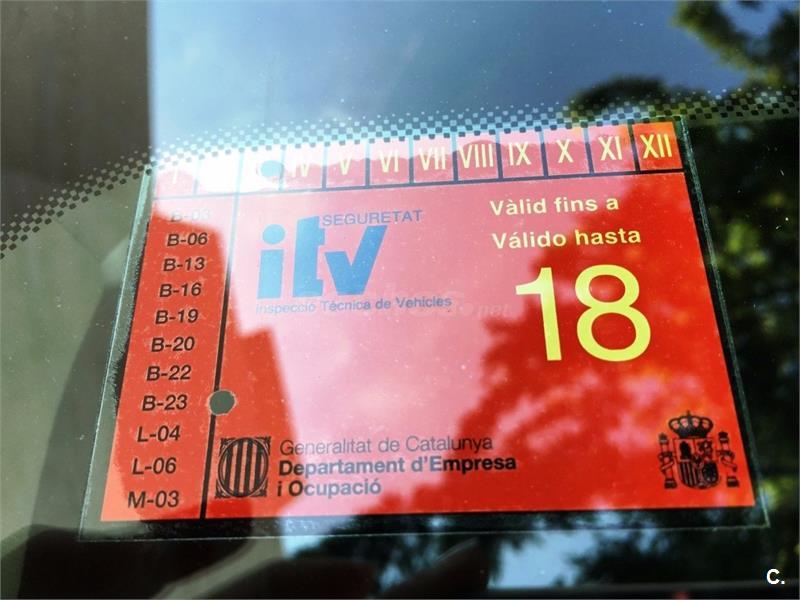 I IV V VI VII VIII IX X XI XII
B-03
B-06
B-13
B-16
B-19
B-20
B-22
B-23
L-04
L-06
M-03
SEGURETAT
itv
Inspecció Tècnica de Vehicles
Vàlid fins a
Válido hasta
18
Generalitat de Catalunya
Departament d'Empresa
i Ocupació
C.